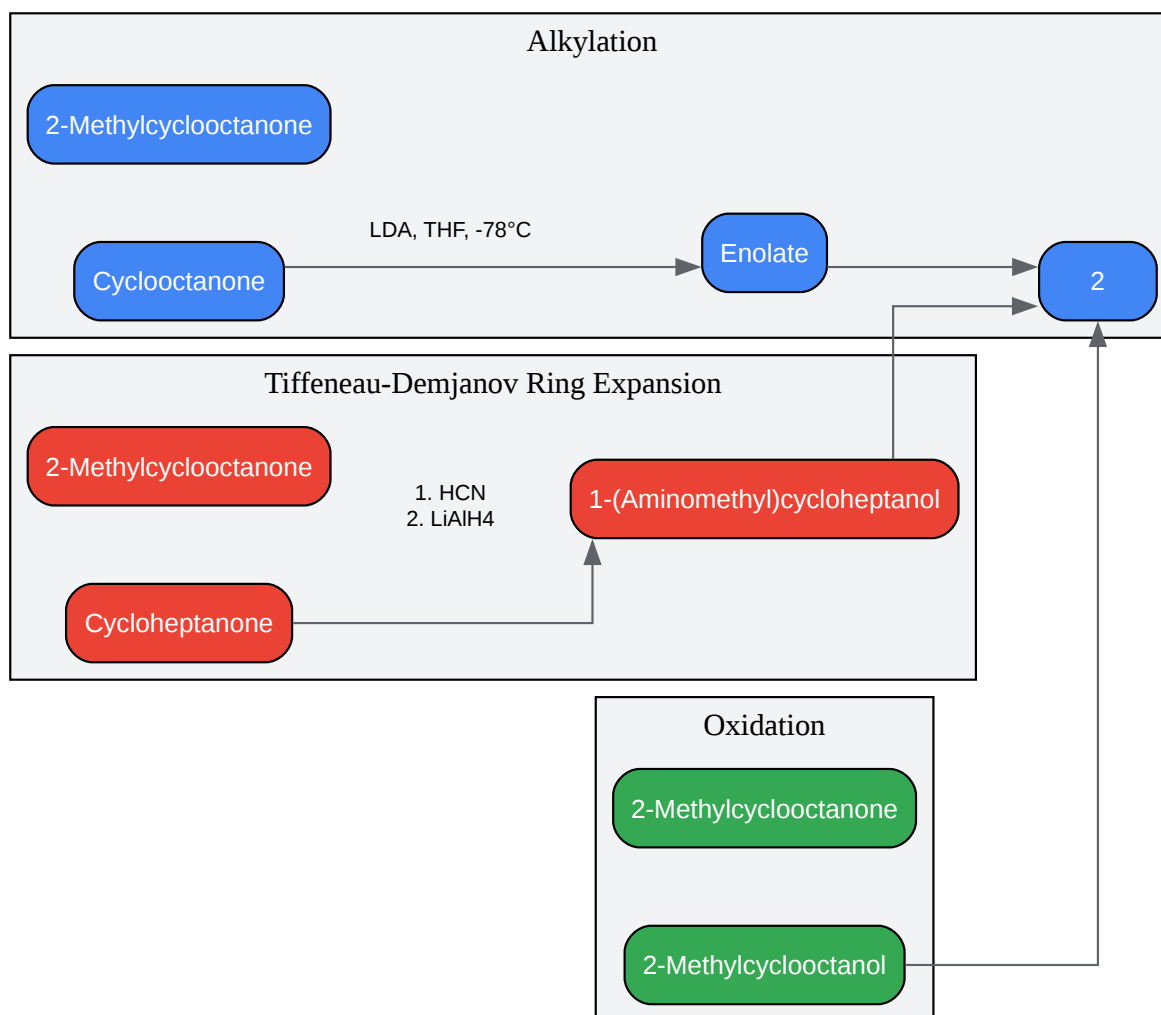 Alkylation
2-Methylcyclooctanone
LDA, THF, -78°C
Cyclooctanone
Enolate
2
Tiffeneau-Demjanov Ring Expansion
2-Methylcyclooctanone
1. HCN
2. LiAlH4
1-(Aminomethyl)cycloheptanol
Cycloheptanone
Oxidation
2-Methylcyclooctanone
2-Methylcyclooctanol